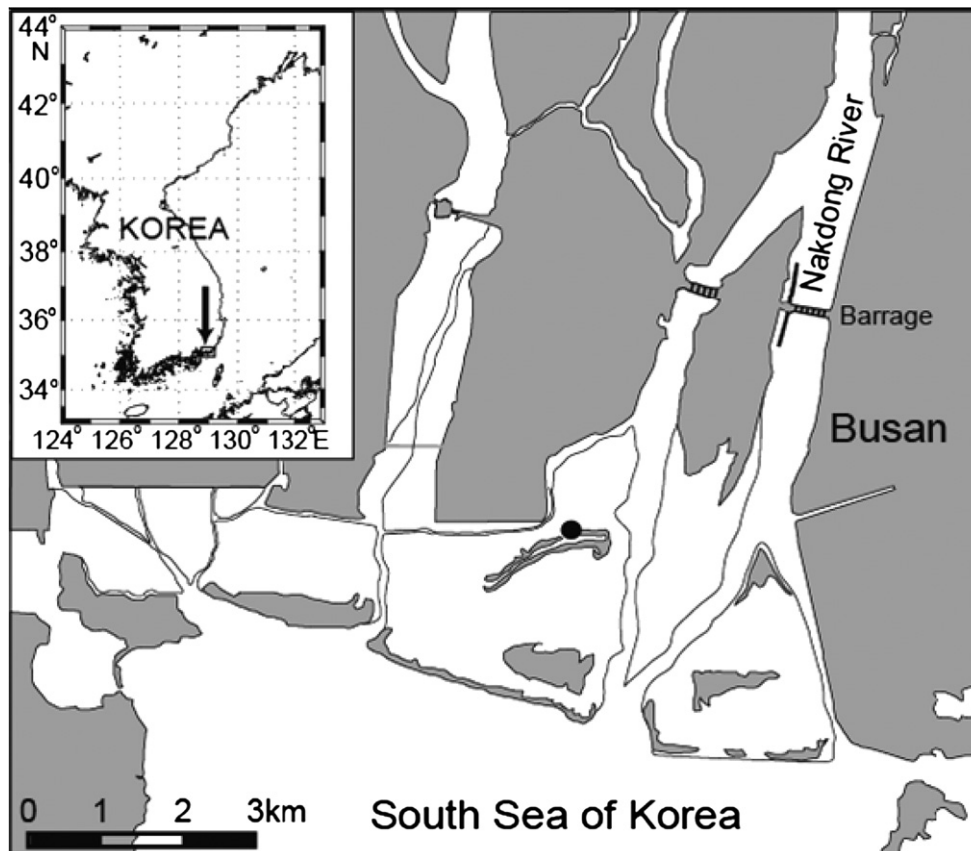 44°
N
42°
40°
KOREA
38°
36°
34°
124° 126° 128° 130° 132°E
Nakdong River
Barrage
Busan
0 1 2 3km
South Sea of Korea